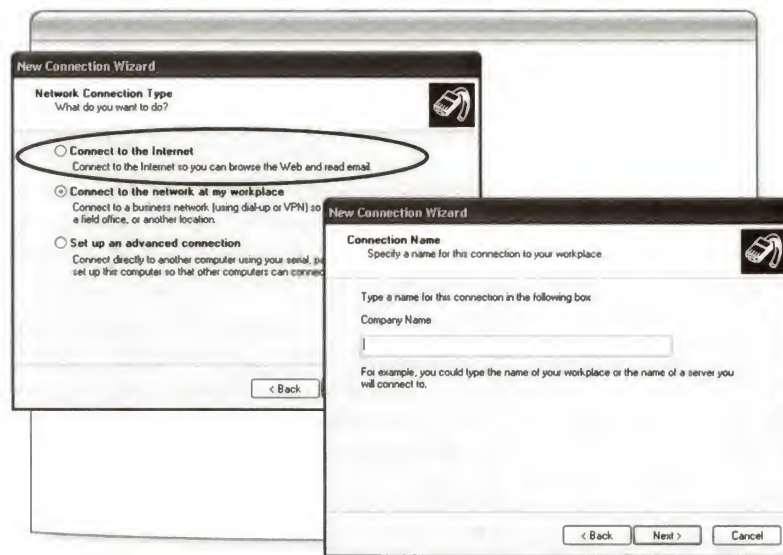 New Connection Wizard
Network Connection Type
What do you want to do?
Connect to the Internet
Connect to the Internet so you can browse the Web and read email.
Connect to the network at my workplace
Connect to a business network (using dial-up or VPN) so
a field office, or another location.
Set up an advanced connection
Connect directly to another computer using your serial,
set up this computer so that other computers can
< Back
New Connection Wizard
Connection Name
Specify a name for this connection to your workplace.
Type a name for this connection in the following box.
Company Name
For example, you could type the name of your workplace or the name of a server you
will connect to.
< Back
Next >
Cancel